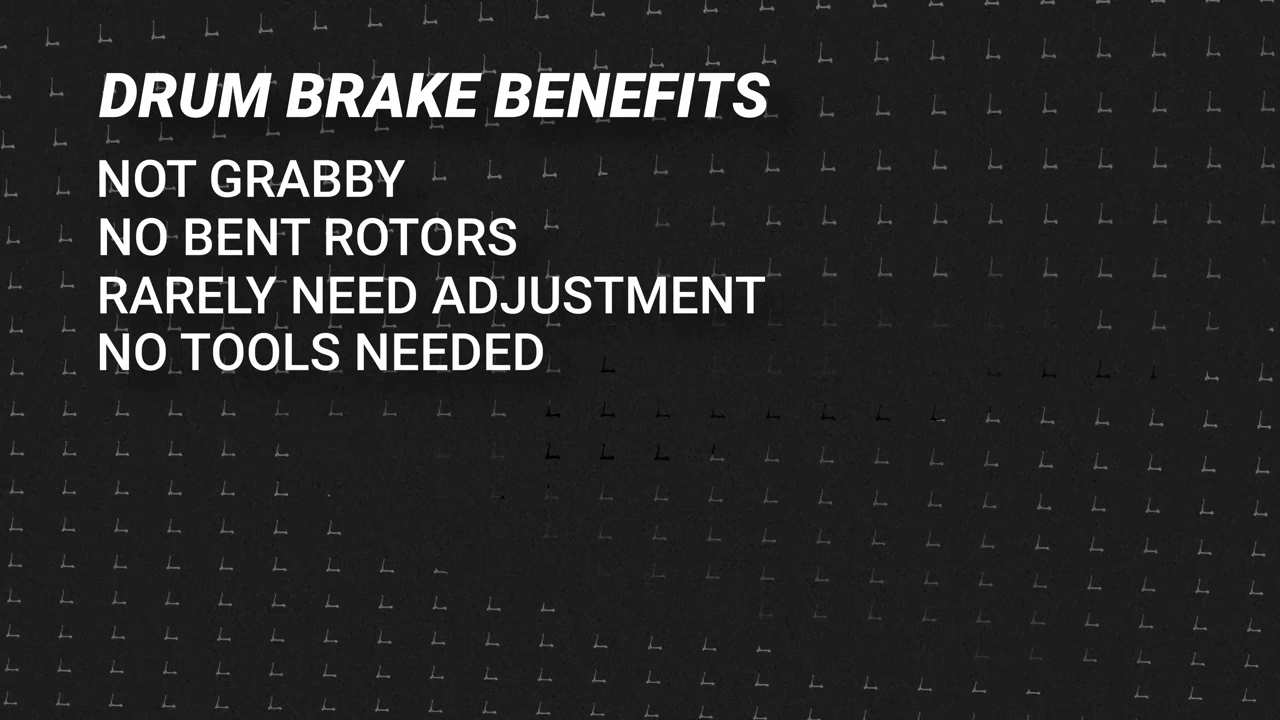 DRUM BRAKE BENEFITS
NOT GRABBY
NO BENT ROTORS
RARELY NEED ADJUSTMENT
NO TOOLS NEEDED